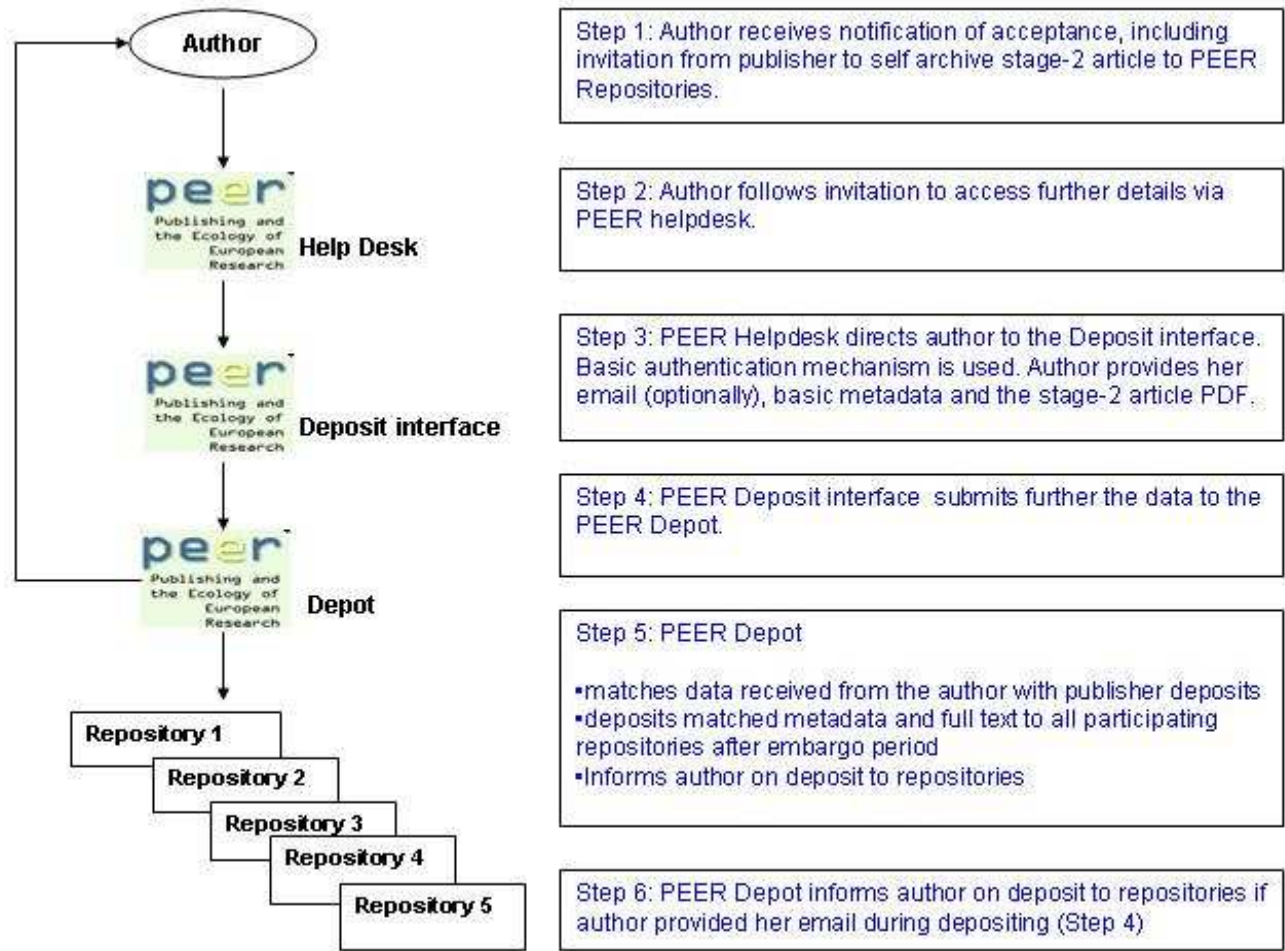 Author
Step 1: Author receives notification of acceptance, including
invitation from publisher to self archive stage-2 article to PEER
Repositories.
peer
Publishing and
the Ecology of
European
Research
Help Desk
Step 2: Author follows invitation to access further details via
PEER helpdesk.
peer
Publishing and
the Ecology of
European
Research
Deposit interface
Step 3: PEER Helpdesk directs author to the Deposit interface.
Basic authentication mechanism is used. Author provides her
email (optionally), basic metadata and the stage-2 article PDF.
peer
Publishing and
the Ecology of
European
Research
Depot
Step 4: PEER Deposit interface submits further the data to the
PEER Depot.
Repository 1
Repository 2
Repository 3
Repository 4
Repository 5
Step 5: PEER Depot
▪matches data received from the author with publisher deposits
▪deposits matched metadata and full text to all participating
repositories after embargo period
▪Informs author on deposit to repositories
Step 6: PEER Depot informs author on deposit to repositories if
author provided her email during depositing (Step 4)